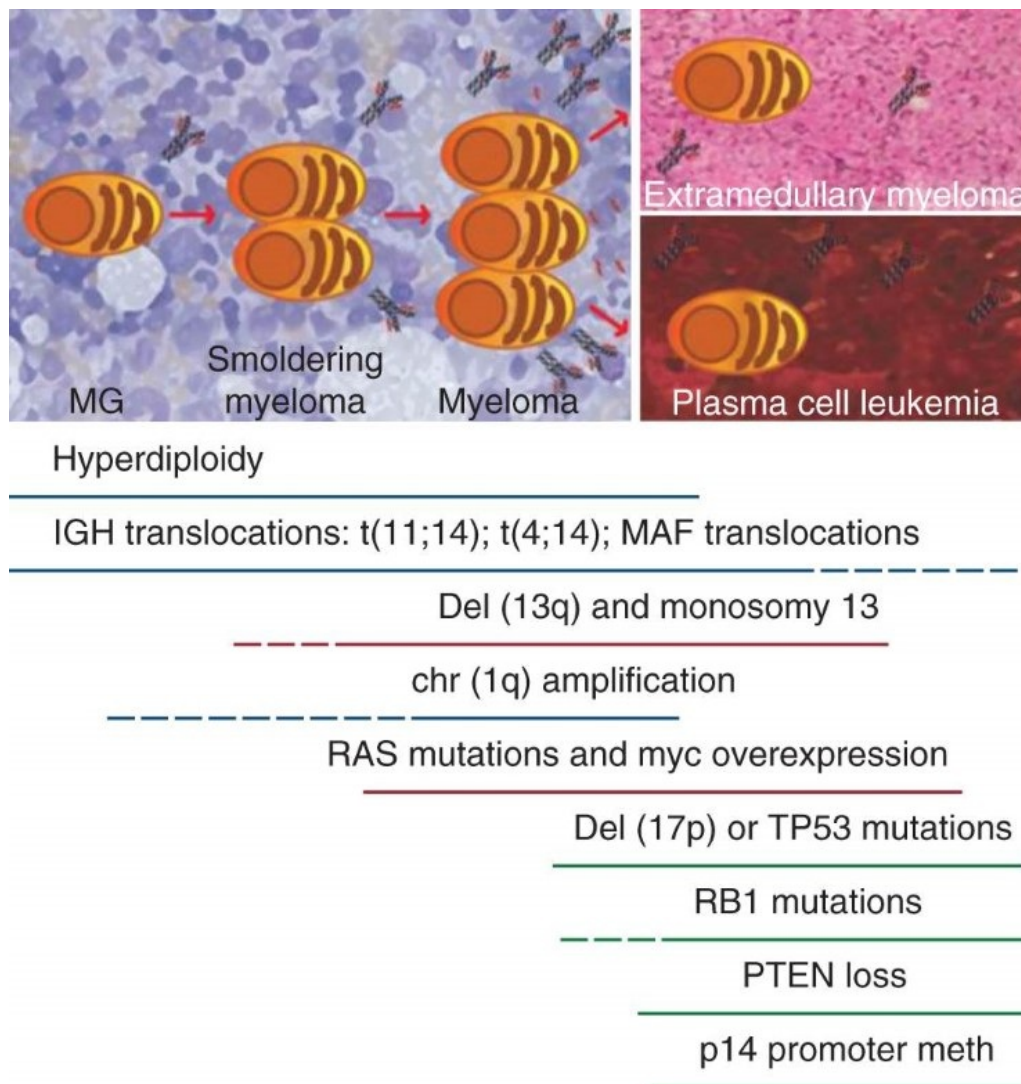 MG
Smoldering
myeloma
Myeloma
Extramedullary myeloma
Plasma cell leukemia
Hyperdiploidy
IGH translocations: t(11;14); t(4;14); MAF translocations
Del (13q) and monosomy 13
chr (1q) amplification
RAS mutations and myc overexpression
Del (17p) or TP53 mutations
RB1 mutations
PTEN loss
p14 promoter meth